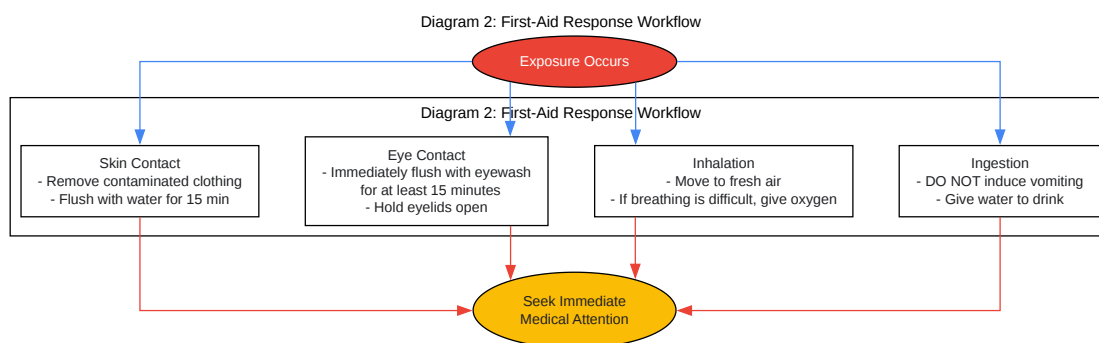 Diagram 2: First-Aid Response Workflow
Exposure Occurs
Diagram 2: First-Aid Response Workflow
Skin Contact
- Remove contaminated clothing
- Flush with water for 15 min
Eye Contact
- Immediately flush with eyewash
for at least 15 minutes
- Hold eyelids open
Inhalation
- Move to fresh air
- If breathing is difficult, give oxygen
Ingestion
- DO NOT induce vomiting
- Give water to drink
Seek Immediate
Medical Attention